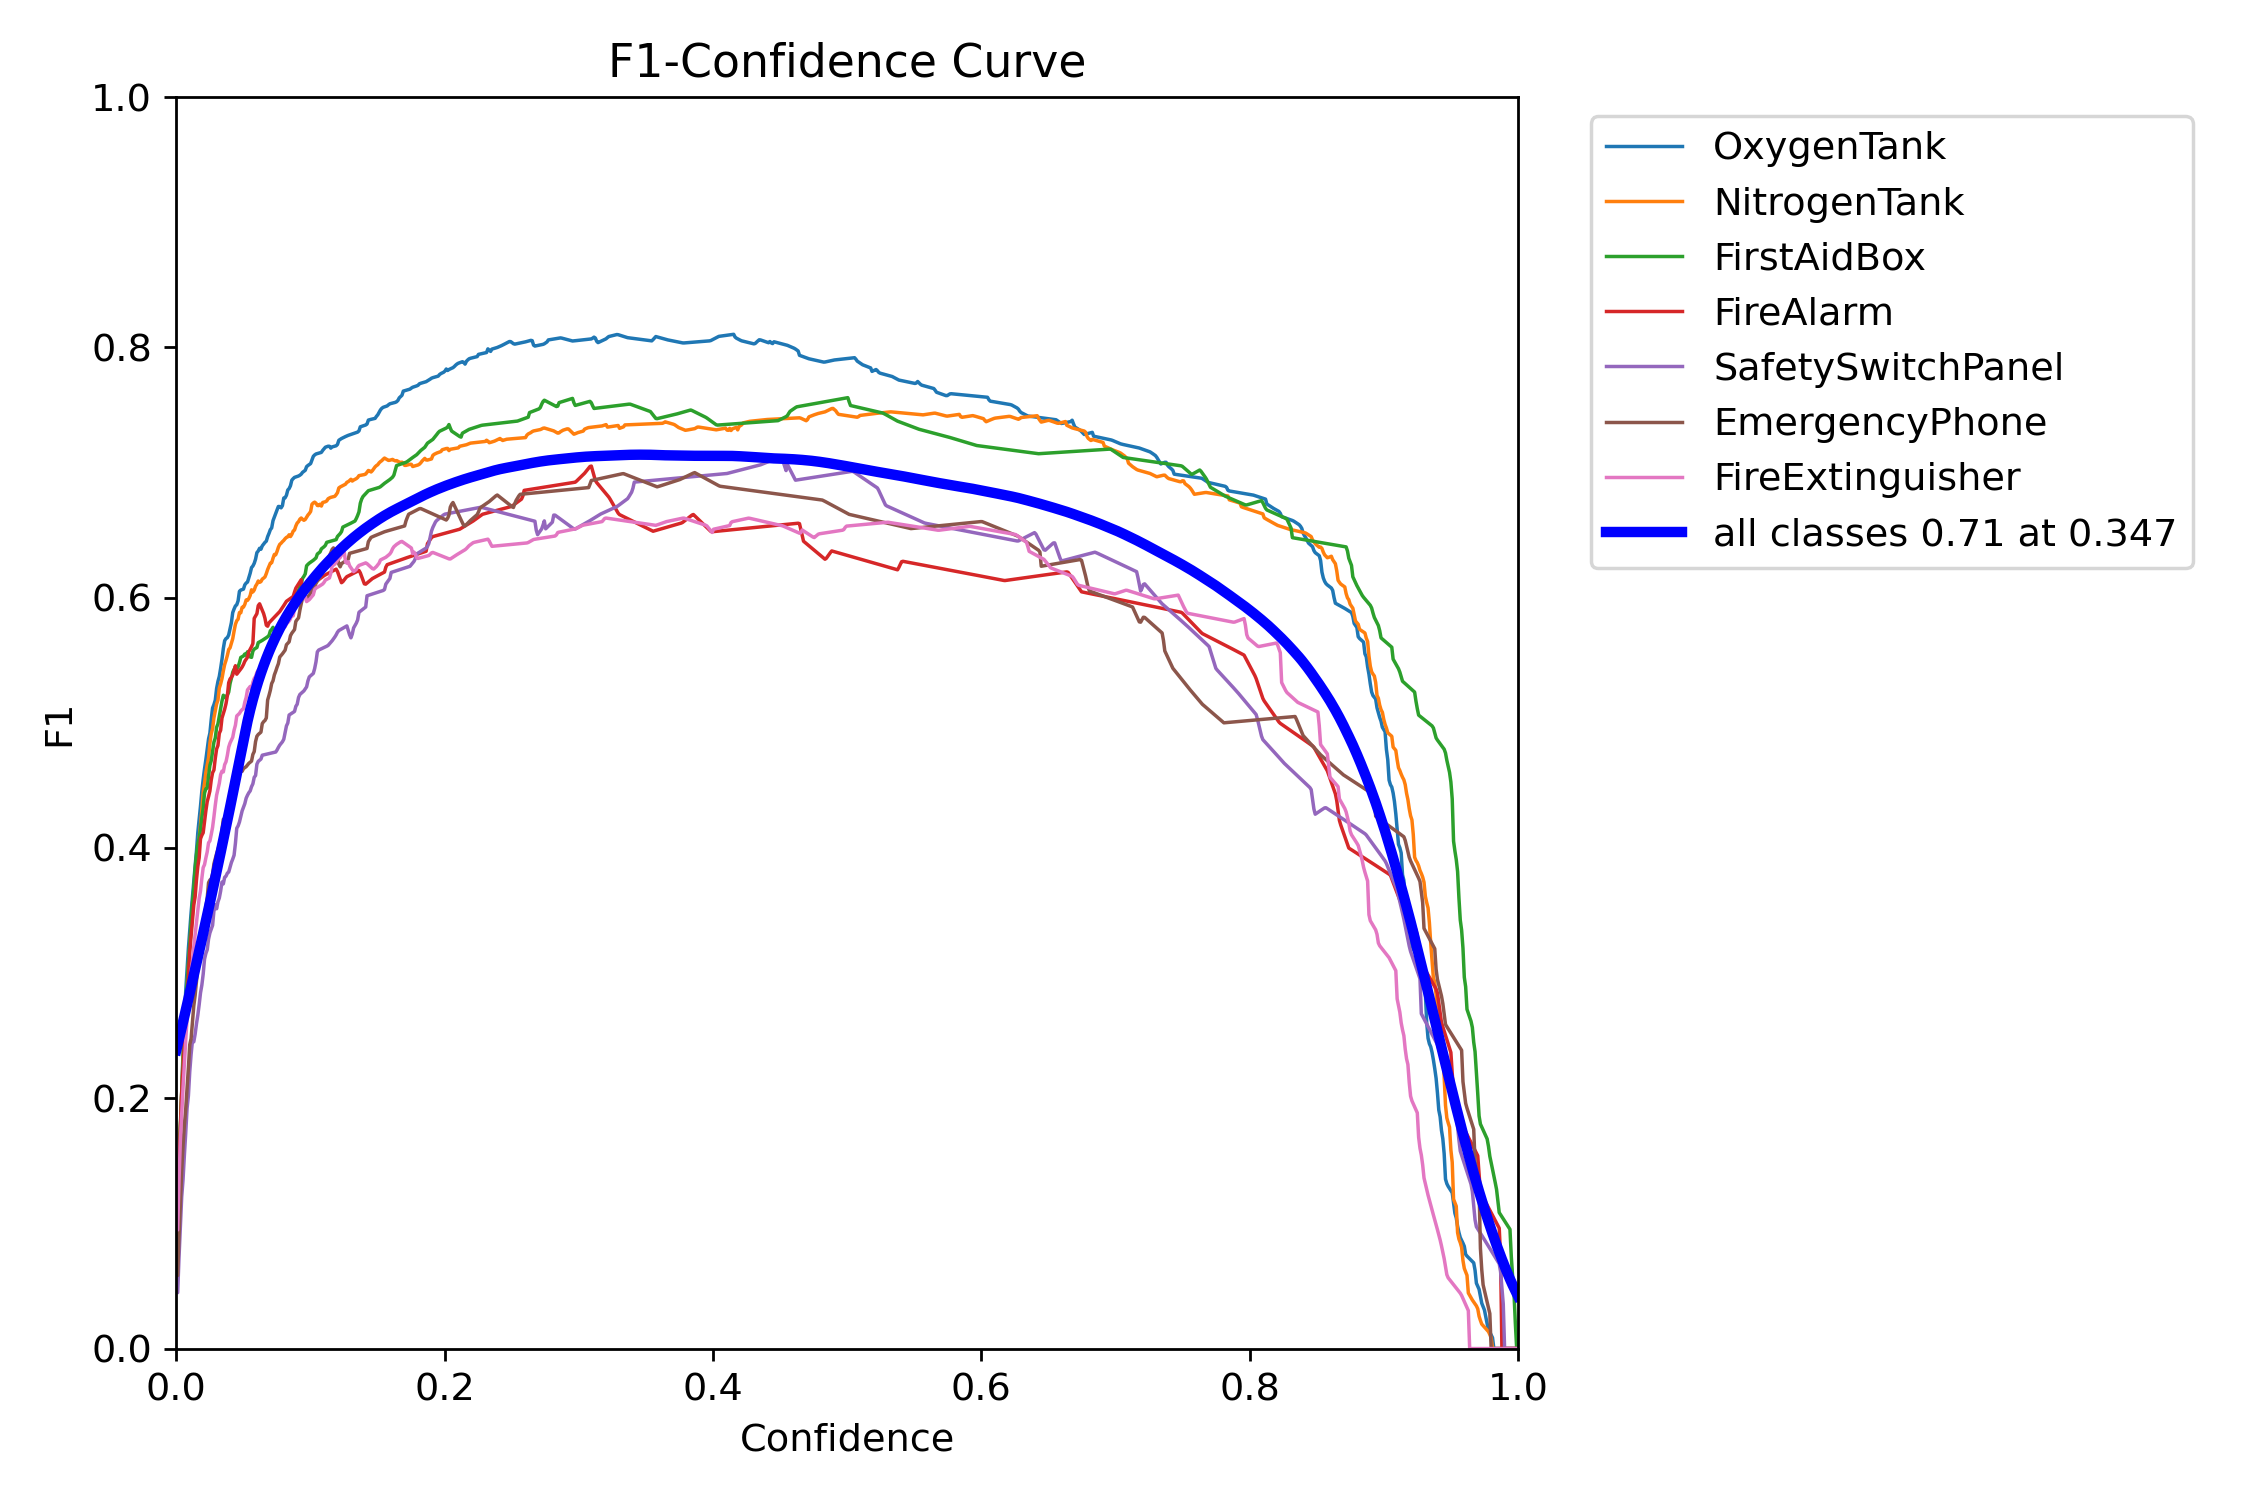 F1-Confidence Curve
1.0
0.8
0.6
0.4
0.2
0.0
F1
0.0 0.2 0.4 0.6 0.8 1.0
Confidence
OxygenTank
NitrogenTank
FirstAidBox
FireAlarm
SafetySwitchPanel
EmergencyPhone
FireExtinguisher
all classes 0.71 at 0.347